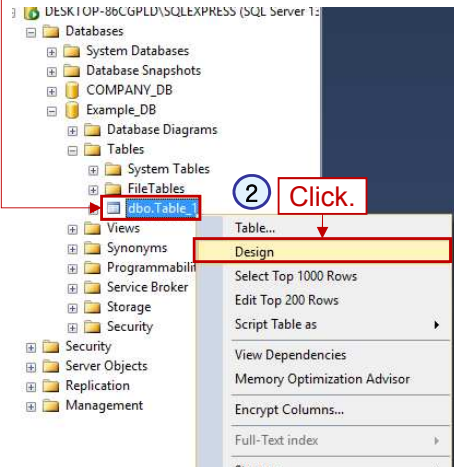 DESKTOP-86CGPLD\SQLEXPRESS (SQL Server 13
Databases
System Databases
Database Snapshots
COMPANY_DB
Example_DB
Database Diagrams
Tables
System Tables
FileTables
dbo.Table_1
Views
Synonyms
Programmabilit
Service Broker
Storage
Security
Security
Server Objects
Replication
Management
2 Click.
Table...
Design
Select Top 1000 Rows
Edit Top 200 Rows
Script Table as
View Dependencies
Memory Optimization Advisor
Encrypt Columns...
Full-Text index